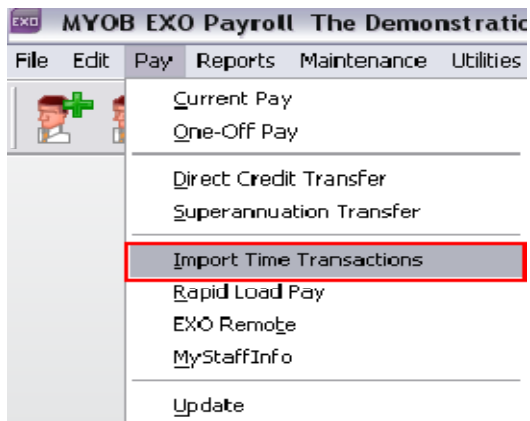 EXO MYOB EXO Payroll The Demonstratio
File Edit Pay Reports Maintenance Utilities
Current Pay
One-Off Pay
Direct Credit Transfer
Superannuation Transfer
Import Time Transactions
Rapid Load Pay
EXO Remote
MyStaffInfo
Update